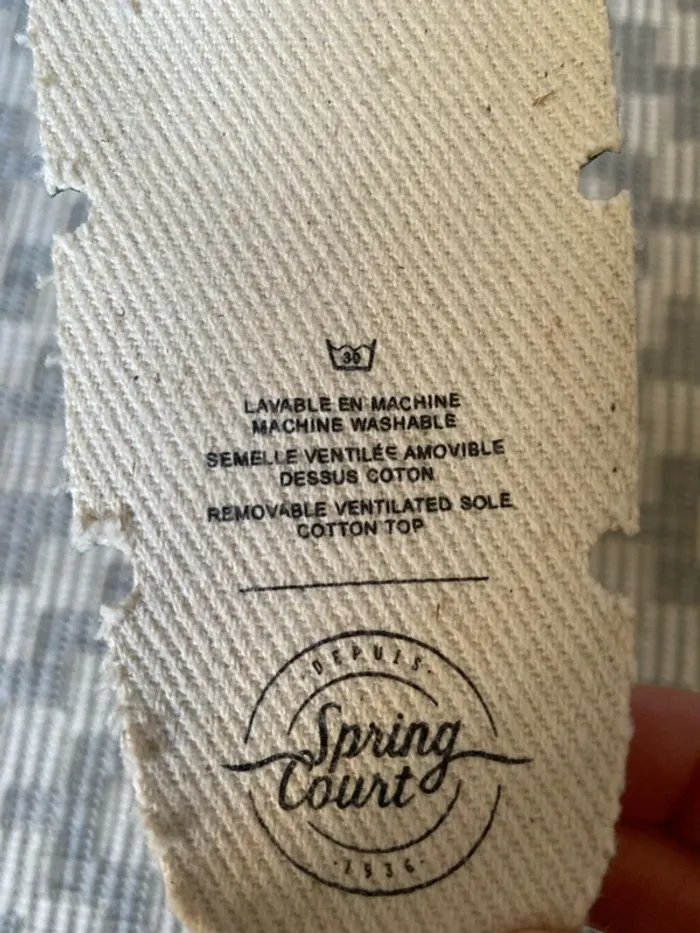 30
LAVABLE EN MACHINE
MACHINE WASHABLE
SEMELLE VENTILÉE AMOVIBLE
DESSUS COTON
REMOVABLE VENTILATED SOLE
COTTON TOP
·DEPUIS·
Spring
Court
·1936·